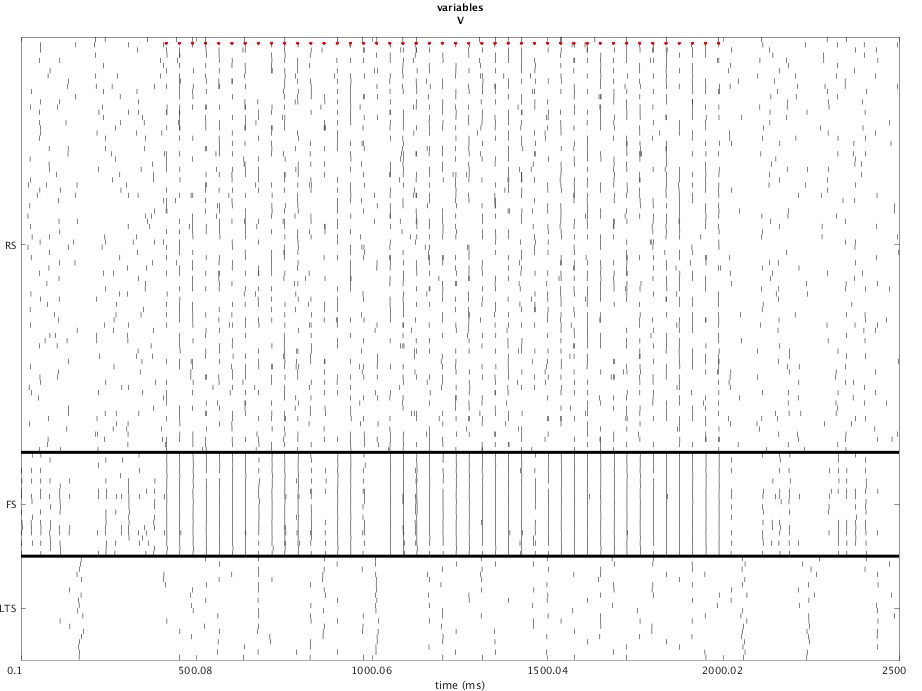 variables
V
RS
FS
LTS
0.1
500.08
1000.06
1500.04
2000.02
2500
time (ms)